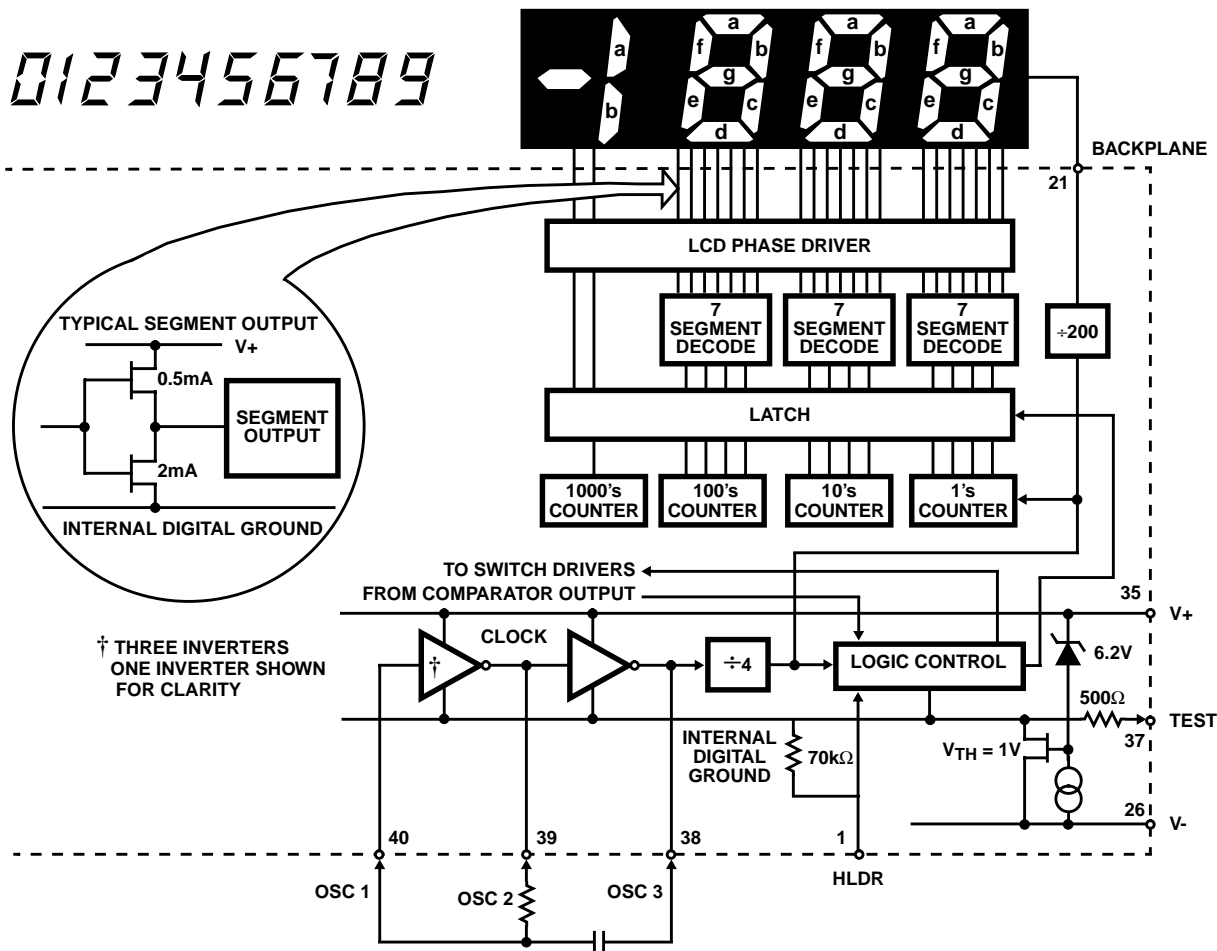 0123456789
a
b
a
f
b
g
e
c
d
a
f
b
g
e
c
d
a
f
b
g
e
c
d
BACKPLANE
21
LCD PHASE DRIVER
TYPICAL SEGMENT OUTPUT
V+
0.5mA
SEGMENT
OUTPUT
2mA
INTERNAL DIGITAL GROUND
7
SEGMENT
DECODE
7
SEGMENT
DECODE
7
SEGMENT
DECODE
÷200
LATCH
1000's
COUNTER
100's
COUNTER
10's
COUNTER
1's
COUNTER
TO SWITCH DRIVERS
FROM COMPARATOR OUTPUT
35
V+
† THREE INVERTERS
ONE INVERTER SHOWN
FOR CLARITY
CLOCK
†
÷4
LOGIC CONTROL
6.2V
500Ω
TEST
37
INTERNAL
DIGITAL
GROUND
70kΩ
VTH = 1V
26
V-
40
39
38
1
OSC 1
OSC 2
OSC 3
HLDR